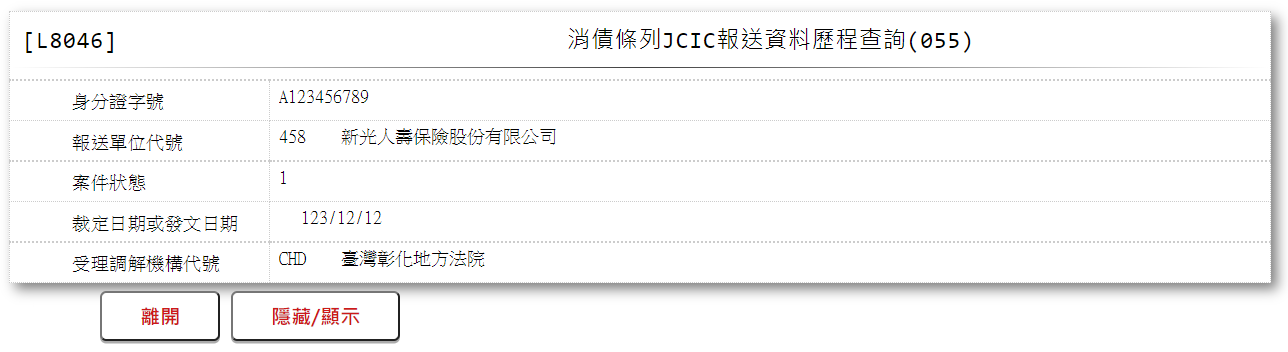 [L8046] 消債條列JCIC報送資料歷程查詢(055)
身分證字號 A123456789
報送單位代號 458 新光人壽保險股份有限公司
案件狀態 1
裁定日期或發文日期 123/12/12
受理調解機構代號 CHD 臺灣彰化地方法院
離開 隱藏/顯示